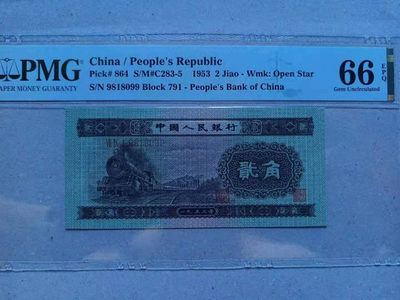 PMG
PAPER MONEY GUARANTY
China / People's Republic
Pick# 864 S/M#C283-5 1953 2 Jiao - Wmk: Open Star
S/N 9818099 Block 791 - People's Bank of China
66 EPQ
Gem Uncirculated
中國人民銀行
貳角